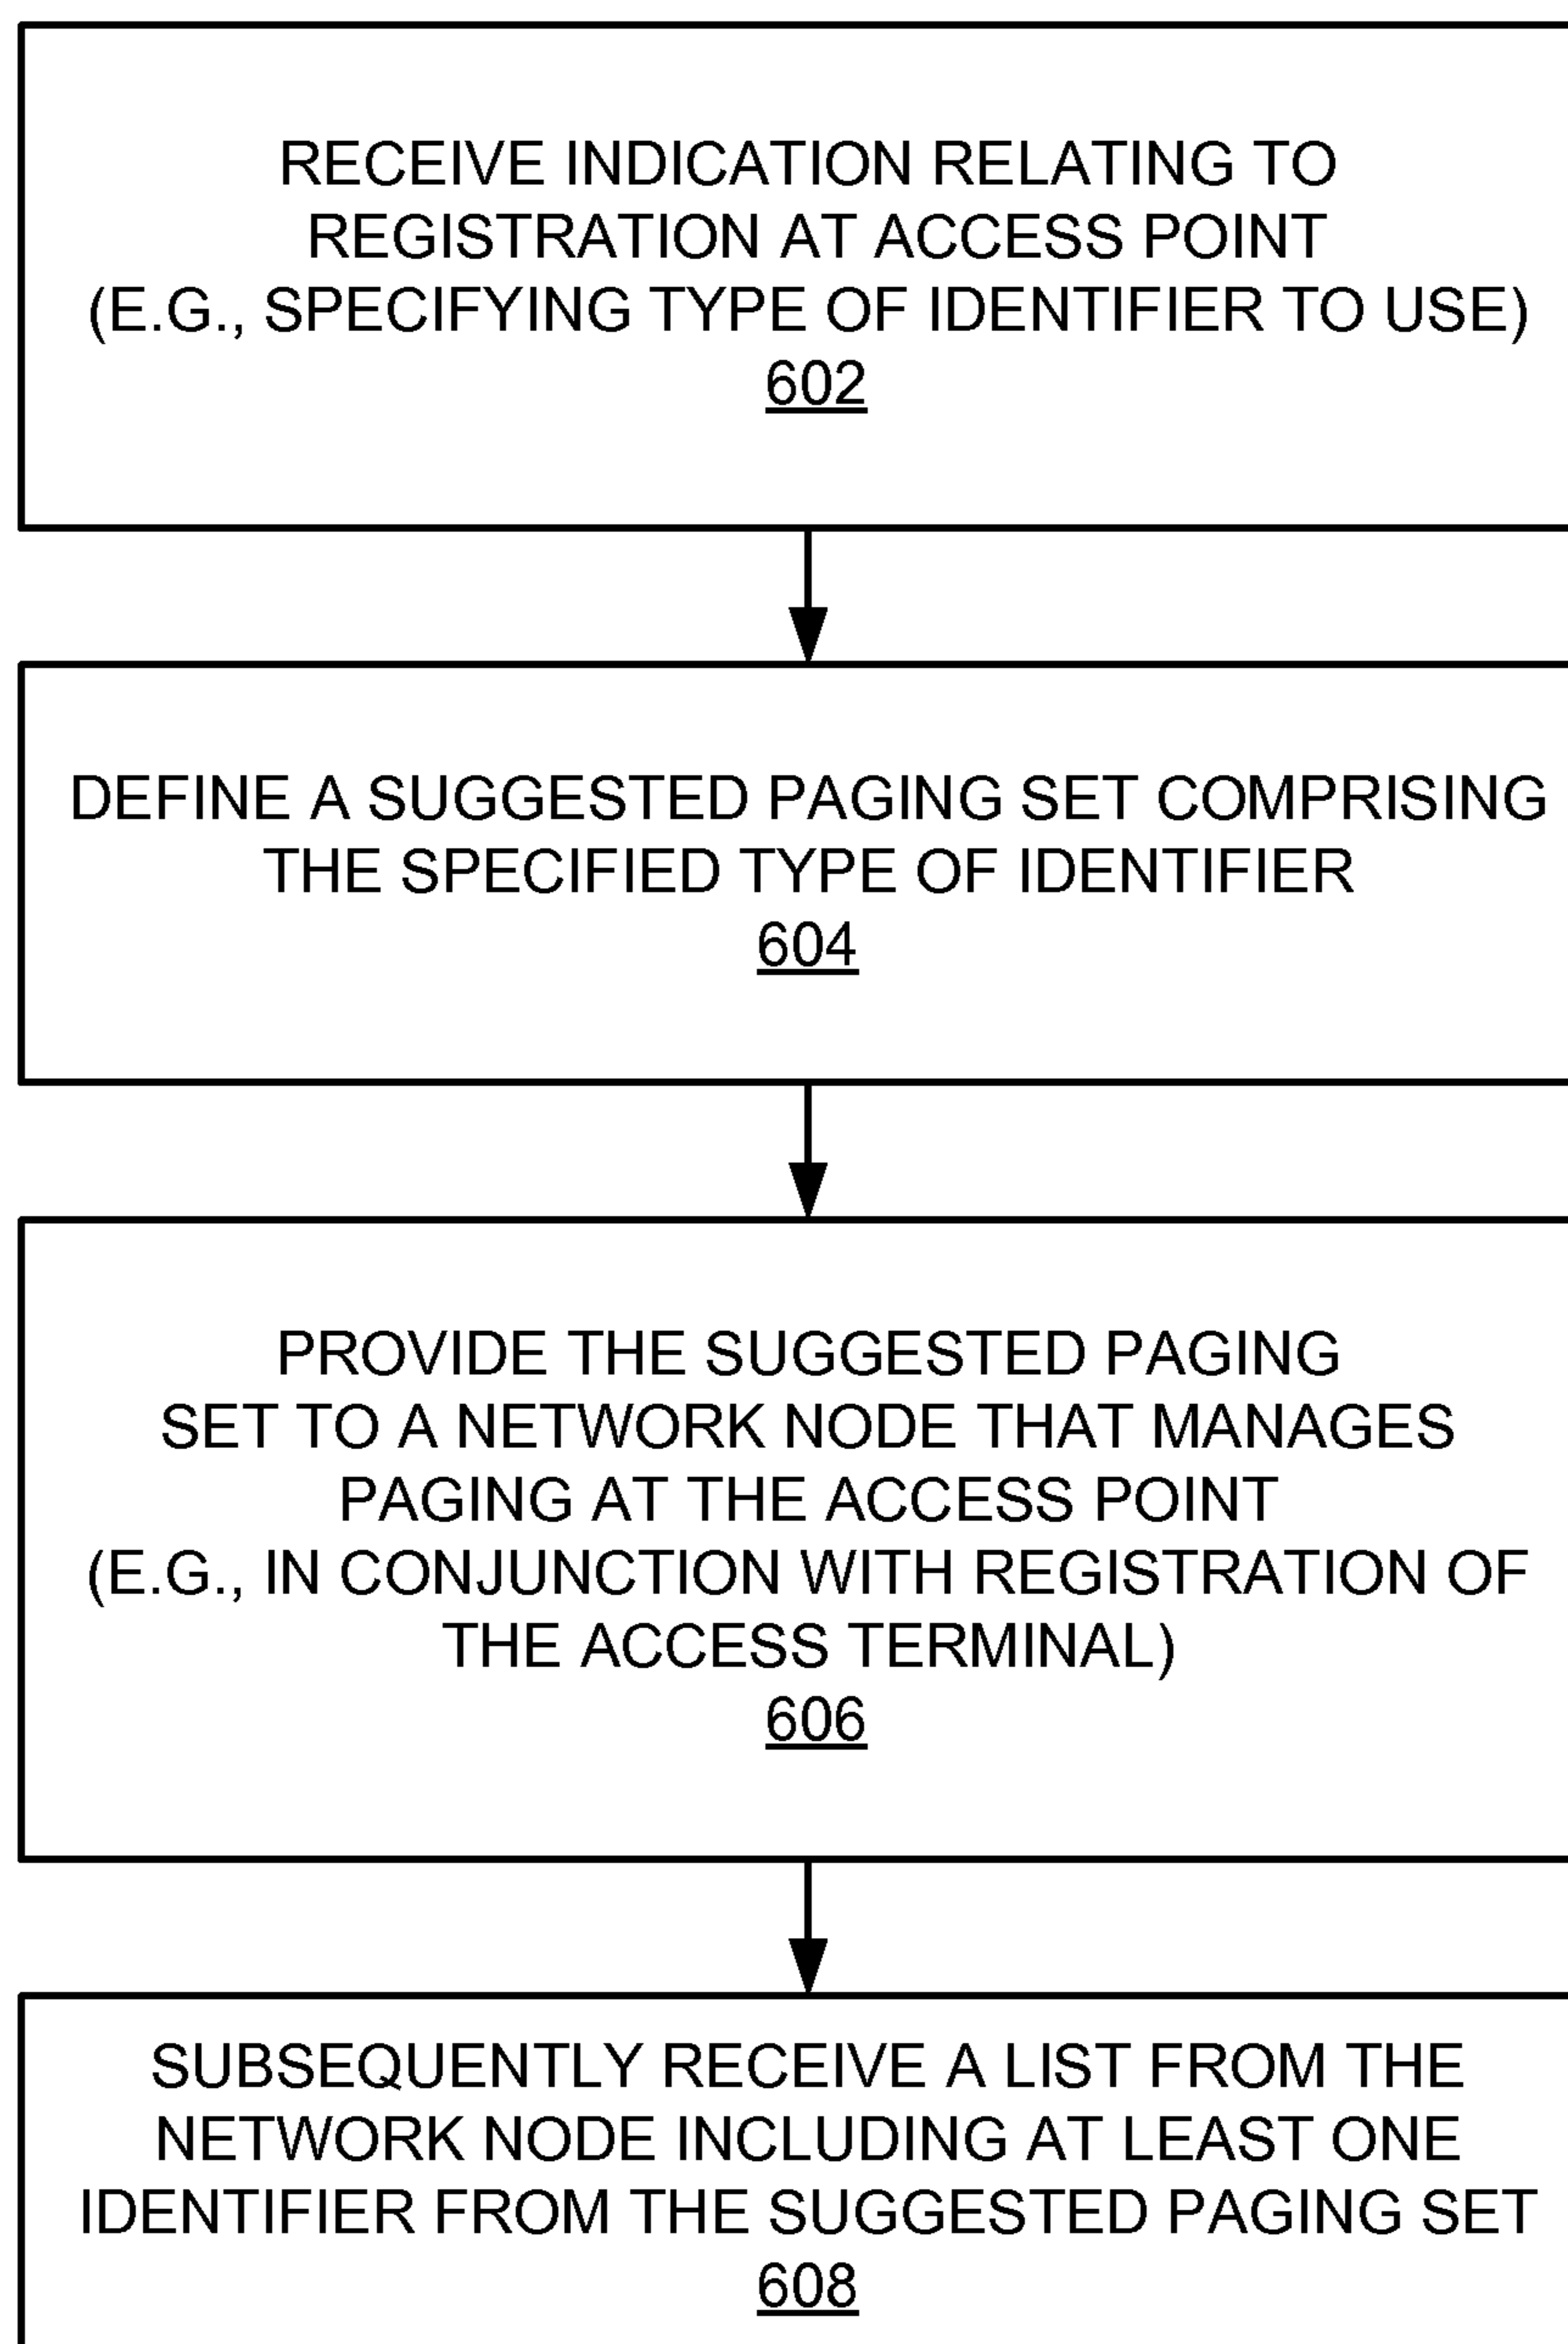 RECEIVE INDICATION RELATING TO
REGISTRATION AT ACCESS POINT
(E.G., SPECIFYING TYPE OF IDENTIFIER TO USE)
602
DEFINE A SUGGESTED PAGING SET COMPRISING
THE SPECIFIED TYPE OF IDENTIFIER
604
PROVIDE THE SUGGESTED PAGING
SET TO A NETWORK NODE THAT MANAGES
PAGING AT THE ACCESS POINT
(E.G., IN CONJUNCTION WITH REGISTRATION OF
THE ACCESS TERMINAL)
606
SUBSEQUENTLY RECEIVE A LIST FROM THE
NETWORK NODE INCLUDING AT LEAST ONE
IDENTIFIER FROM THE SUGGESTED PAGING SET
608